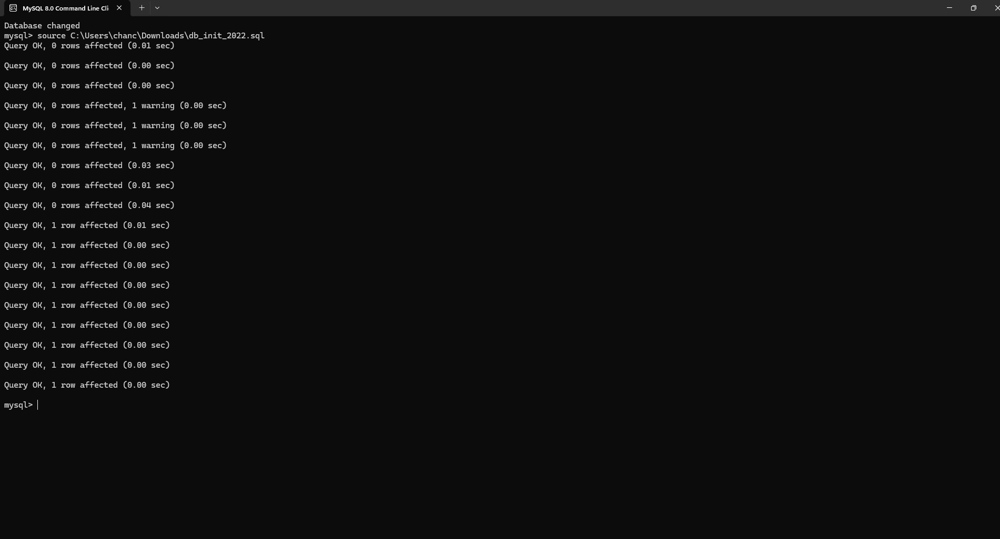 MySQL 8.0 Command Line Cli
Database changed
mysql> source C:\Users\chanc\Downloads\db_init_2022.sql
Query OK, 0 rows affected (0.01 sec)
Query OK, 0 rows affected (0.00 sec)
Query OK, 0 rows affected (0.00 sec)
Query OK, 0 rows affected, 1 warning (0.00 sec)
Query OK, 0 rows affected, 1 warning (0.00 sec)
Query OK, 0 rows affected, 1 warning (0.00 sec)
Query OK, 0 rows affected (0.03 sec)
Query OK, 0 rows affected (0.01 sec)
Query OK, 0 rows affected (0.04 sec)
Query OK, 1 row affected (0.01 sec)
Query OK, 1 row affected (0.00 sec)
Query OK, 1 row affected (0.00 sec)
Query OK, 1 row affected (0.00 sec)
Query OK, 1 row affected (0.00 sec)
Query OK, 1 row affected (0.00 sec)
Query OK, 1 row affected (0.00 sec)
Query OK, 1 row affected (0.00 sec)
Query OK, 1 row affected (0.00 sec)
mysql>